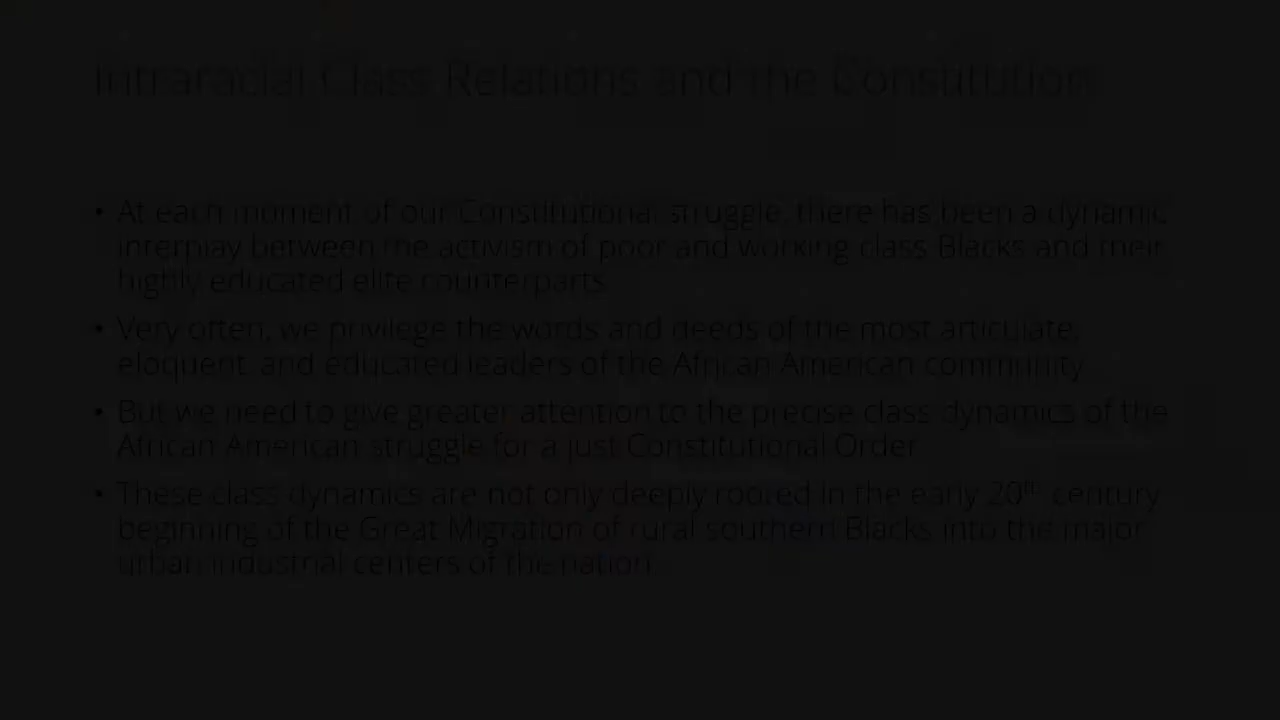 Intraracial Class Relations and the Constitution
• At each moment of our Constitutional struggle, there has been a dynamic
interplay between the activism of poor and working class Blacks and their
highly educated elite counterparts
• Very often, we privilege the words and deeds of the most articulate,
eloquent, and educated leaders of the African American community
• But we need to give greater attention to the precise class dynamics of the
African American struggle for a just Constitutional Order
• These class dynamics are not only deeply rooted in the early 20th century
beginning of the Great Migration of rural southern Blacks into the major
urban industrial centers of the nation